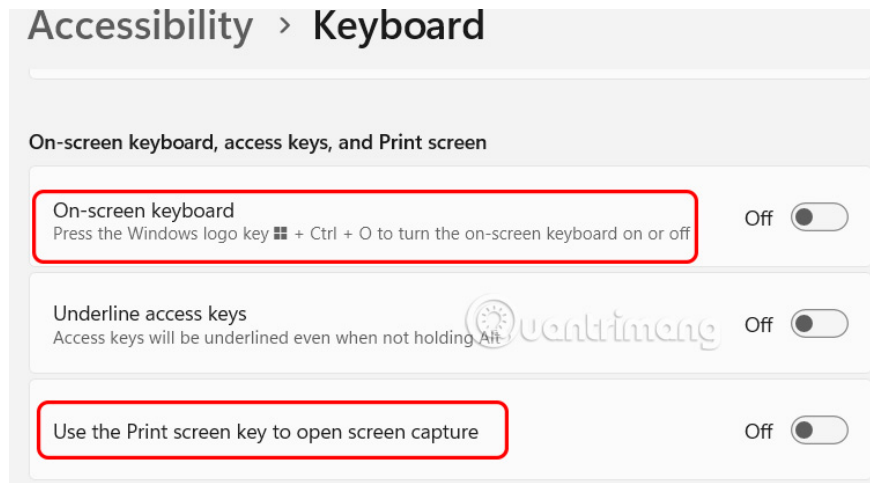 Accessibility > Keyboard
On-screen keyboard, access keys, and Print screen
On-screen keyboard
Press the Windows logo key + Ctrl + O to turn the on-screen keyboard on or off
Off
Underline access keys
Access keys will be underlined even when not holding Alt
Quantrimang
Off
Use the Print screen key to open screen capture
Off